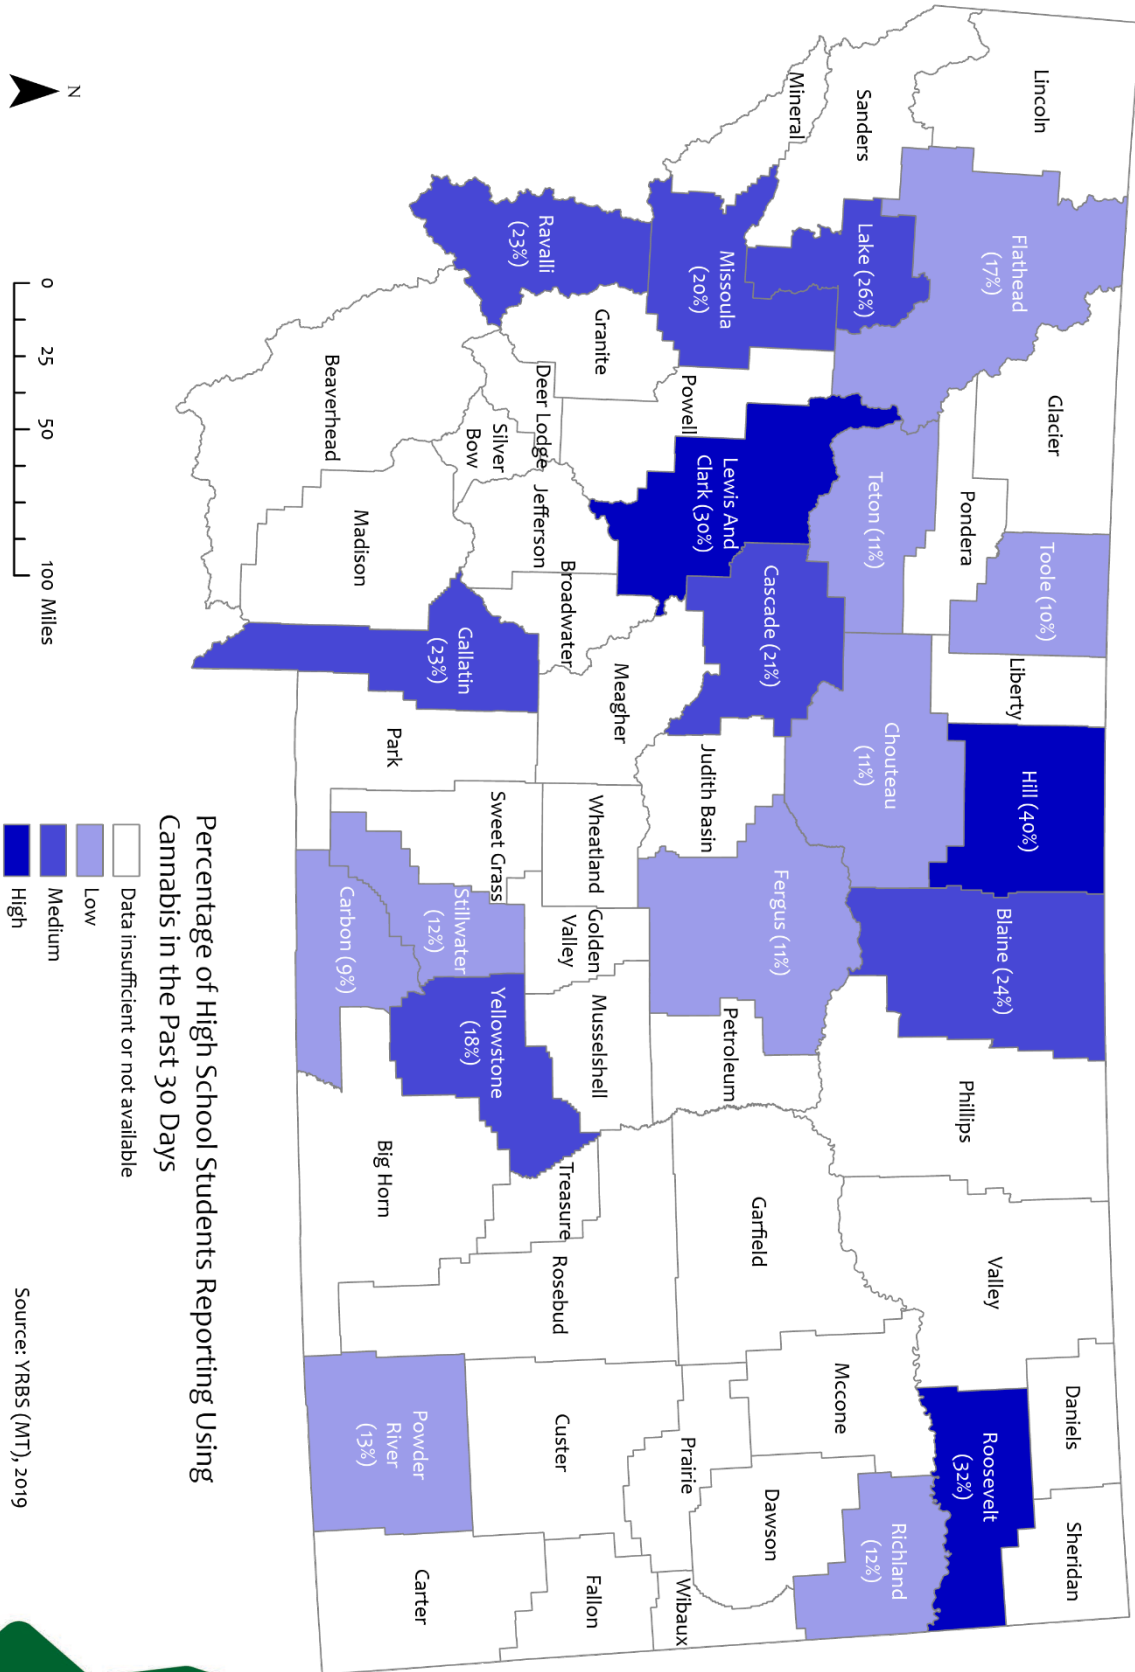 Lincoln
Flathead
(17%)
Glacier
Toole (10%)
Liberty
Hill (40%)
Blaine (24%)
Phillips
Valley
Daniels
Sheridan
Roosevelt
(32%)
Sanders
Lake (26%)
Pondera
Teton (11%)
Chouteau
(11%)
Mineral
Missoula
(20%)
Powell
Lewis And
Clark (30%)
Cascade (21%)
Judith Basin
Fergus (11%)
Petroleum
Garfield
Mccone
Richland
(12%)
Dawson
Prairie
Wibaux
Ravalli
(23%)
Granite
Deer Lodge
Silver
Bow
Jefferson
Broadwater
Meagher
Wheatland
Golden
Valley
Musselshell
Treasure
Rosebud
Custer
Fallon
Beaverhead
Madison
Gallatin
(23%)
Park
Sweet Grass
Stillwater
(12%)
Yellowstone
(18%)
Carbon (9%)
Big Horn
Powder
River
(13%)
Carter
N
0 25 50 100 Miles
Percentage of High School Students Reporting Using
Cannabis in the Past 30 Days
Data insufficient or not available
Low
Medium
High
Source: YRBS (MT), 2019